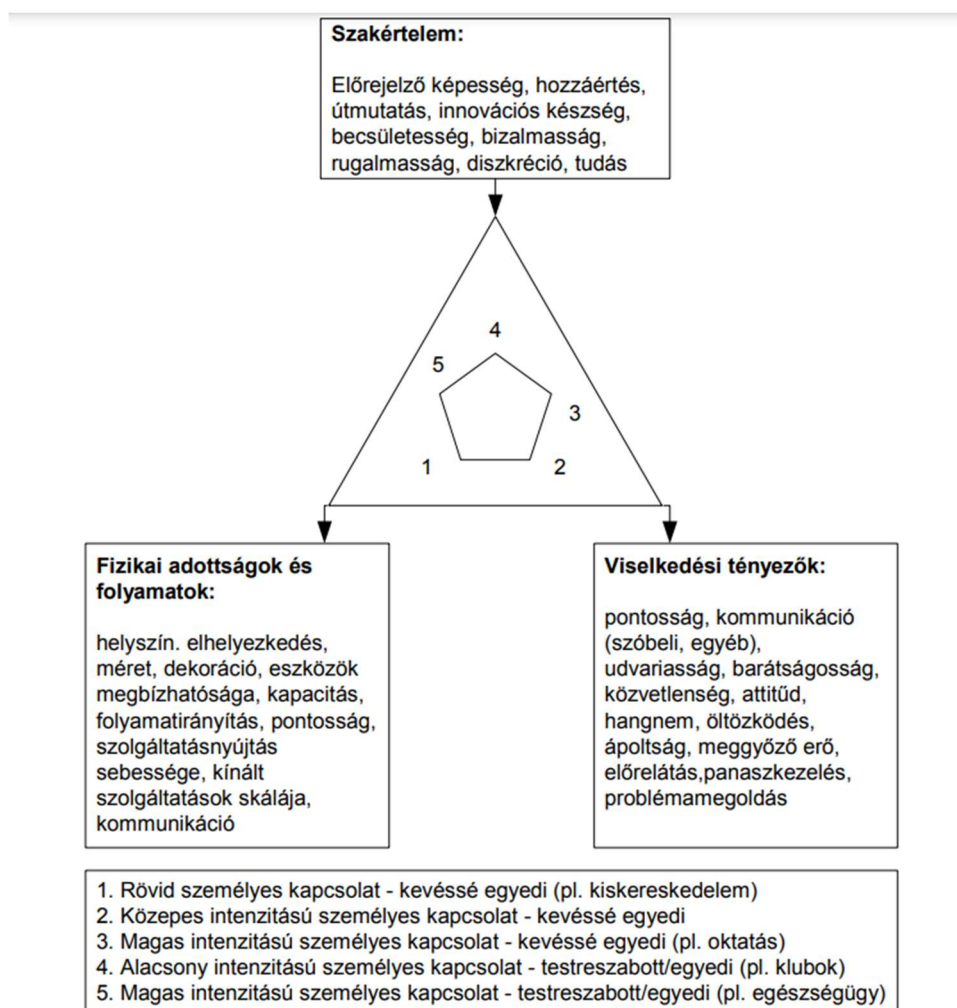 Szakértelem:
Előrejelző képesség, hozzáértés,
útmutatás, innovációs készség,
becsületesség, bizalmasság,
rugalmasság, diszkréció, tudás
4
5
3
1
2
Fizikai adottságok és
folyamatok:
helyszín. elhelyezkedés,
méret, dekoráció, eszközök
megbízhatósága, kapacitás,
folyamatirányítás, pontosság,
szolgáltatásnyújtás
sebessége, kínált
szolgáltatások skálája,
kommunikáció
Viselkedési tényezők:
pontosság, kommunikáció
(szóbeli, egyéb),
udvariasság, barátságosság,
közvetlenség, attitűd,
hangnem, öltözködés,
ápoltság, meggyőző erő,
előrelátás,panaszkezelés,
problémamegoldás
1. Rövid személyes kapcsolat - kevéssé egyedi (pl. kiskereskedelem)
2. Közepes intenzitású személyes kapcsolat - kevéssé egyedi
3. Magas intenzitású személyes kapcsolat - kevéssé egyedi (pl. oktatás)
4. Alacsony intenzitású személyes kapcsolat - testreszabott/egyedi (pl. klubok)
5. Magas intenzitású személyes kapcsolat - testreszabott/egyedi (pl. egészségügy)